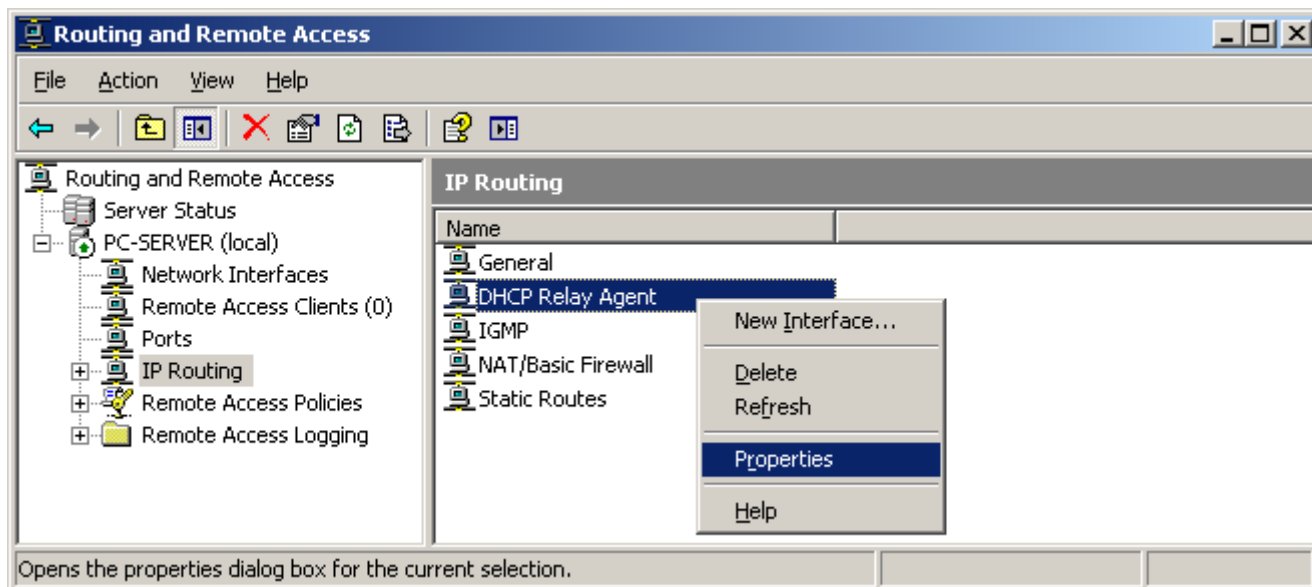 Routing and Remote Access
File Action View Help
Routing and Remote Access
Server Status
PC-SERVER (local)
Network Interfaces
Remote Access Clients (0)
Ports
IP Routing
Remote Access Policies
Remote Access Logging
IP Routing
Name
General
DHCP Relay Agent
IGMP
NAT/Basic Firewall
Static Routes
New Interface...
Delete
Refresh
Properties
Help
Opens the properties dialog box for the current selection.